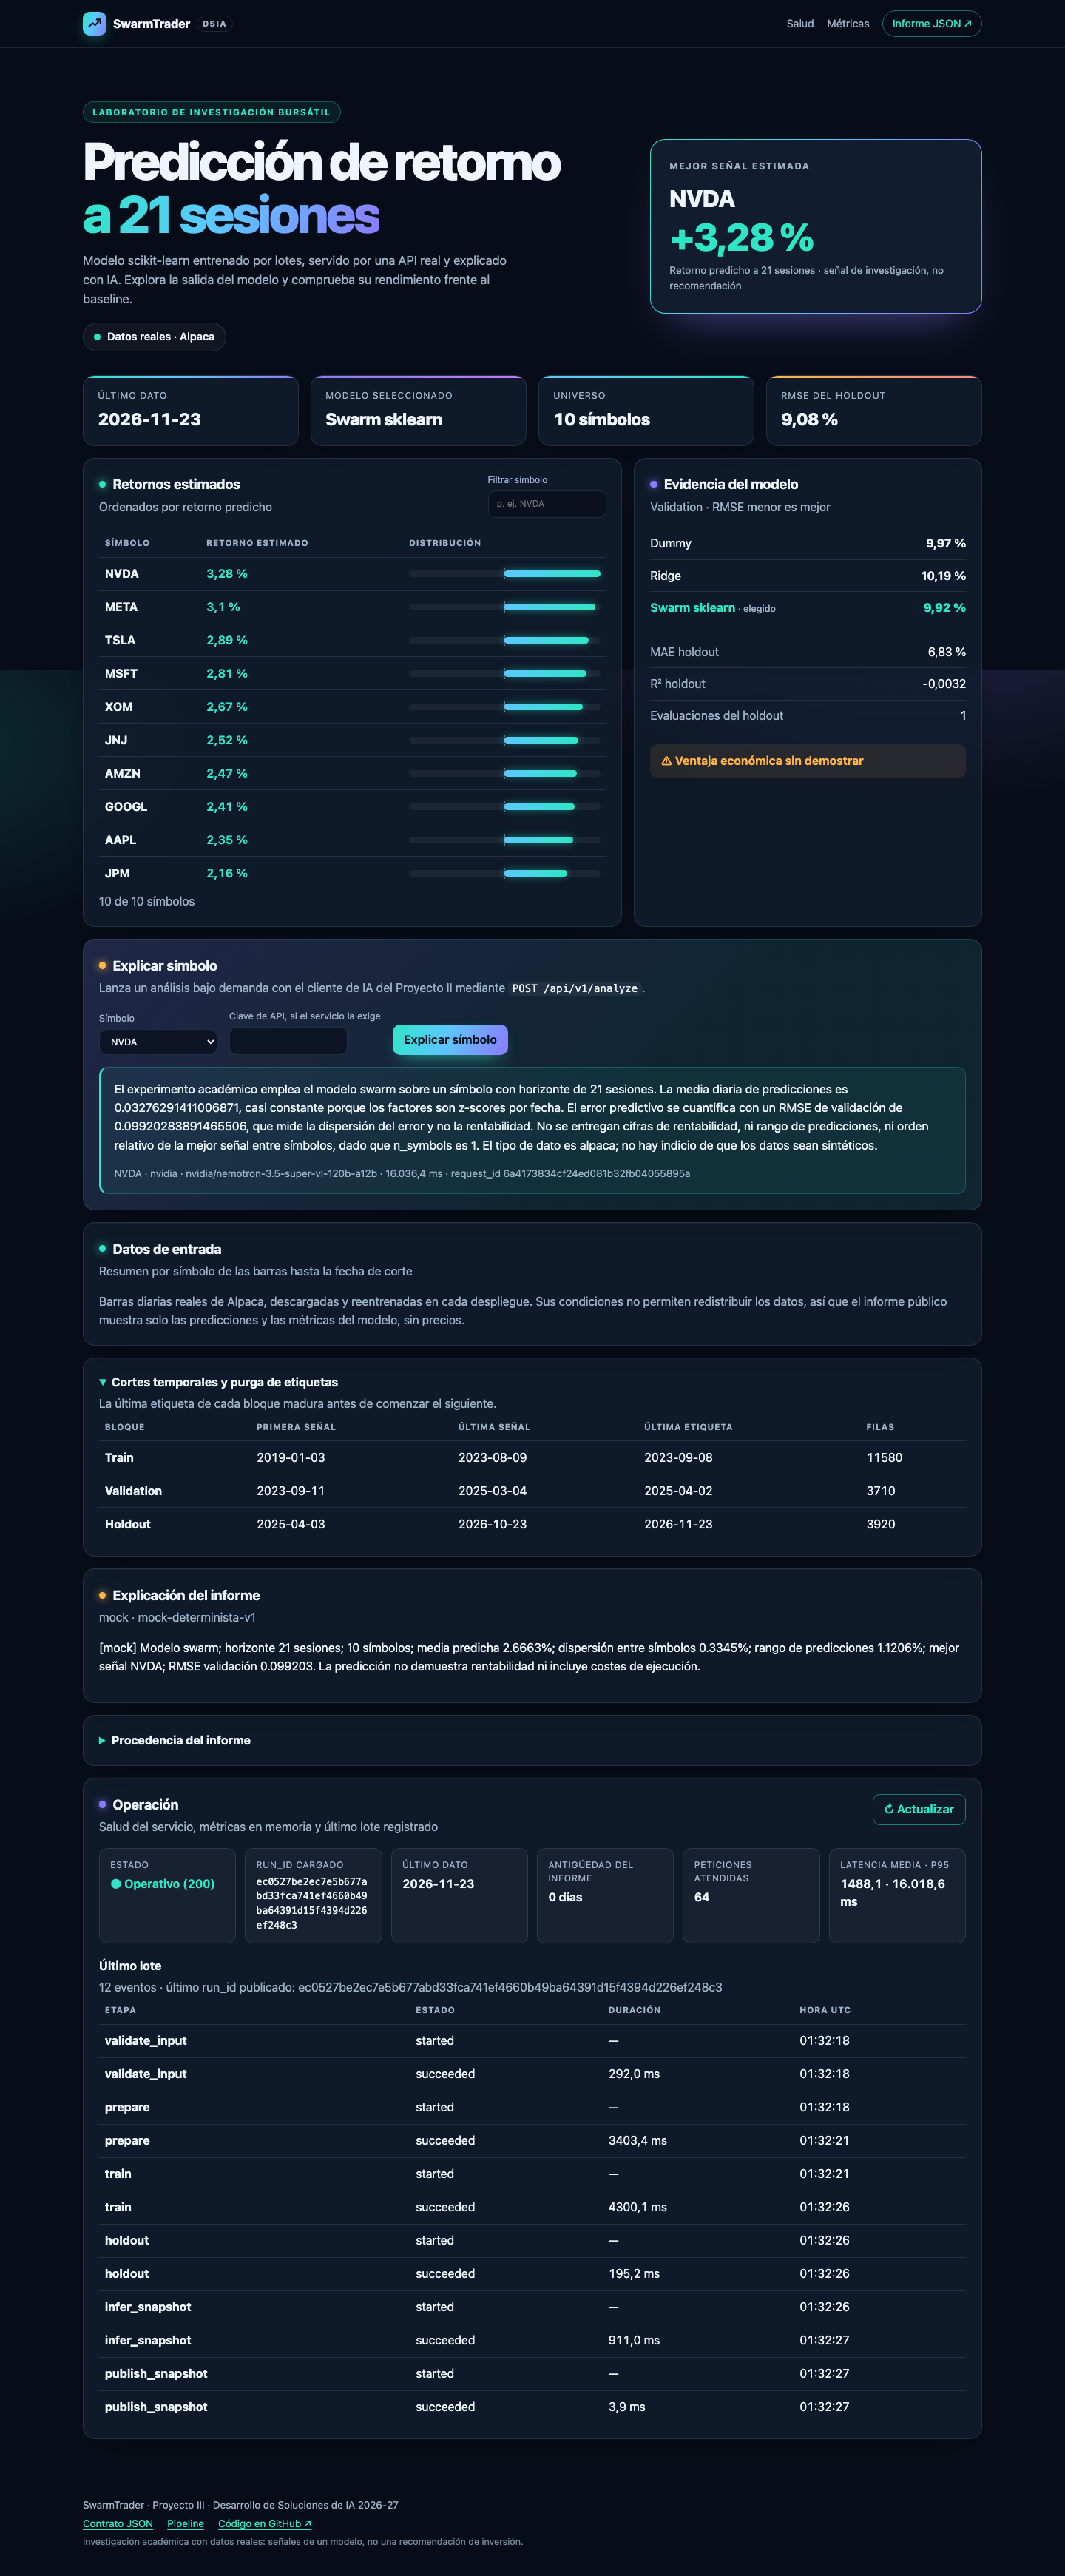 SwarmTrader DSIA
Salud Métricas Informe JSON ↗
LABORATORIO DE INVESTIGACIÓN BURSÁTIL
Predicción de retorno
a 21 sesiones
Modelo scikit-learn entrenado por lotes, servido por una API real y explicado
con IA. Explora la salida del modelo y comprueba su rendimiento frente al
baseline.
Datos reales · Alpaca
MEJOR SEÑAL ESTIMADA
NVDA
+3,28 %
Retorno predicho a 21 sesiones · señal de investigación, no
recomendación
ÚLTIMO DATO
2026-11-23
MODELO SELECCIONADO
Swarm sklearn
UNIVERSO
10 símbolos
RMSE DEL HOLDOUT
9,08 %
Retornos estimados
Ordenados por retorno predicho
Filtrar símbolo
p. ej. NVDA
SÍMBOLO RETORNO ESTIMADO DISTRIBUCIÓN
NVDA 3,28 %
META 3,1 %
TSLA 2,89 %
MSFT 2,81 %
XOM 2,67 %
JNJ 2,52 %
AMZN 2,47 %
GOOGL 2,41 %
AAPL 2,35 %
JPM 2,16 %
10 de 10 símbolos
Evidencia del modelo
Validation · RMSE menor es mejor
Dummy 9,97 %
Ridge 10,19 %
Swarm sklearn · elegido 9,92 %
MAE holdout 6,83 %
R² holdout -0,0032
Evaluaciones del holdout 1
⚠ Ventaja económica sin demostrar
Explicar símbolo
Lanza un análisis bajo demanda con el cliente de IA del Proyecto II mediante POST /api/v1/analyze.
Símbolo
NVDA
Clave de API, si el servicio la exige
Explicar símbolo
El experimento académico emplea el modelo swarm sobre un símbolo con horizonte de 21 sesiones. La media diaria de predicciones es
0.03276291411006871, casi constante porque los factores son z-scores por fecha. El error predictivo se cuantifica con un RMSE de validación de
0.09920283891465506, que mide la dispersión del error y no la rentabilidad. No se entregan cifras de rentabilidad, ni rango de predicciones, ni orden
relativo de la mejor señal entre símbolos, dado que n_symbols es 1. El tipo de dato es alpaca; no hay indicio de que los datos sean sintéticos.
NVDA · nvidia · nvidia/nemotron-3.5-super-vl-120b-a12b · 16.036,4 ms · request_id 6a4173834cf24ed081b32fb04055895a
Datos de entrada
Resumen por símbolo de las barras hasta la fecha de corte
Barras diarias reales de Alpaca, descargadas y reentrenadas en cada despliegue. Sus condiciones no permiten redistribuir los datos, así que el informe público
muestra solo las predicciones y las métricas del modelo, sin precios.
▼ Cortes temporales y purga de etiquetas
La última etiqueta de cada bloque madura antes de comenzar el siguiente.
BLOQUE PRIMERA SEÑAL ÚLTIMA SEÑAL ÚLTIMA ETIQUETA FILAS
Train 2019-01-03 2023-08-09 2023-09-08 11580
Validation 2023-09-11 2025-03-04 2025-04-02 3710
Holdout 2025-04-03 2026-10-23 2026-11-23 3920
Explicación del informe
mock · mock-determinista-v1
[mock] Modelo swarm; horizonte 21 sesiones; 10 símbolos; media predicha 2.6663%; dispersión entre símbolos 0.3345%; rango de predicciones 1.1206%; mejor
señal NVDA; RMSE validación 0.099203. La predicción no demuestra rentabilidad ni incluye costes de ejecución.
▶ Procedencia del informe
Operación
Salud del servicio, métricas en memoria y último lote registrado
↻ Actualizar
ESTADO
Operativo (200)
RUN_ID CARGADO
ec0527be2ec7e5b677a
bd33fca741ef4660b49
ba64391d15f4394d226
ef248c3
ÚLTIMO DATO
2026-11-23
ANTIGÜEDAD DEL
INFORME
0 días
PETICIONES
ATENDIDAS
64
LATENCIA MEDIA · P95
1488,1 · 16.018,6
ms
Último lote
12 eventos · último run_id publicado: ec0527be2ec7e5b677abd33fca741ef4660b49ba64391d15f4394d226ef248c3
ETAPA ESTADO DURACIÓN HORA UTC
validate_input started — 01:32:18
validate_input succeeded 292,0 ms 01:32:18
prepare started — 01:32:18
prepare succeeded 3403,4 ms 01:32:21
train started — 01:32:21
train succeeded 4300,1 ms 01:32:26
holdout started — 01:32:26
holdout succeeded 195,2 ms 01:32:26
infer_snapshot started — 01:32:26
infer_snapshot succeeded 911,0 ms 01:32:27
publish_snapshot started — 01:32:27
publish_snapshot succeeded 3,9 ms 01:32:27
SwarmTrader · Proyecto III · Desarrollo de Soluciones de IA 2026-27
Contrato JSON Pipeline Código en GitHub ↗
Investigación académica con datos reales: señales de un modelo, no una recomendación de inversión.